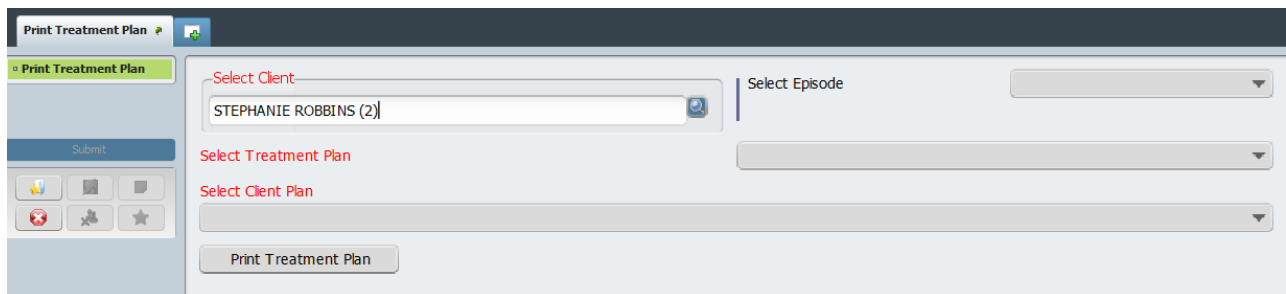 Print Treatment Plan
Print Treatment Plan
Submit
Select Client
STEPHANIE ROBBINS (2)
Select Episode
Select Treatment Plan
Select Client Plan
Print Treatment Plan